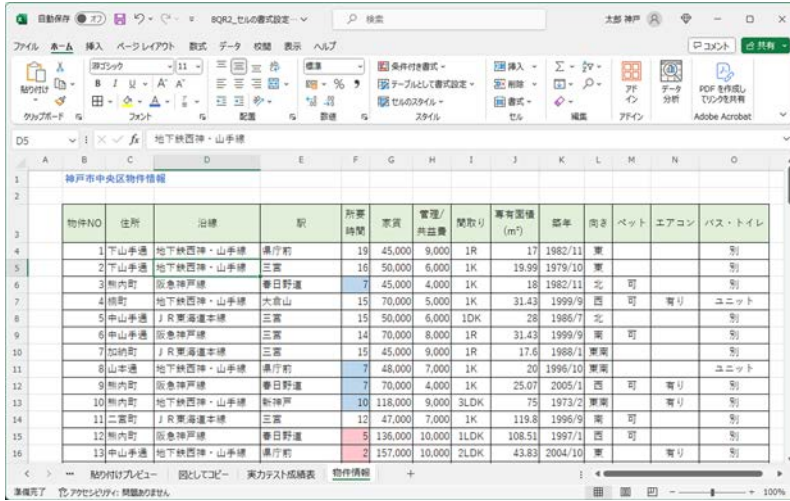 自動保存 オフ BQR2_セルの書式設定… 検索 太郎 神戸
ファイル ホーム 挿入 ページレイアウト 数式 データ 校閲 表示 ヘルプ コメント 共有
貼り付け 游ゴシック 11 標準 条件付き書式 挿入
B I U A A % テーブルとして書式設定 削除 アドイン データ分析 PDF を作成してリンクを共有
A セルのスタイル 書式
クリップボード フォント 配置 数値 スタイル セル 編集 アドイン Adobe Acrobat
D5 fx 地下鉄西神・山手線
A B C D E F G H I J K L M N O
1 神戸市中央区物件情報
2
3 物件NO 住所 沿線 駅 所要時間 家賃 管理/共益費 間取り 専有面積(m²) 築年 向き ペット エアコン バス・トイレ
4 1 下山手通 地下鉄西神・山手線 県庁前 19 45,000 9,000 1R 17 1982/11 東 別
5 2 下山手通 地下鉄西神・山手線 三宮 16 50,000 6,000 1K 19.99 1979/10 東 別
6 3 熊内町 阪急神戸線 春日野道 7 45,000 4,000 1K 18 1982/11 北 可 別
7 4 楠町 地下鉄西神・山手線 大倉山 15 70,000 5,000 1K 31.43 1999/9 西 可 有り ユニット
8 5 中山手通 ＪＲ東海道本線 三宮 15 50,000 6,000 1DK 28 1986/7 北 別
9 6 中山手通 阪急神戸線 三宮 14 70,000 8,000 1R 31.43 1999/9 南 可 別
10 7 加納町 ＪＲ東海道本線 三宮 15 45,000 9,000 1R 17.6 1988/1 東南 別
11 8 山本通 地下鉄西神・山手線 県庁前 7 48,000 7,000 1K 20 1996/10 東南 ユニット
12 9 熊内町 阪急神戸線 春日野道 7 70,000 4,000 1K 25.07 2005/1 西 可 有り 別
13 10 熊内町 地下鉄西神・山手線 新神戸 10 118,000 9,000 3LDK 75 1973/2 東南 有り 別
14 11 二宮町 ＪＲ東海道本線 三宮 12 47,000 7,000 1K 119.8 1996/9 南 可 別
15 12 熊内町 阪急神戸線 春日野道 5 136,000 10,000 1LDK 108.51 1997/1 西 可 別
16 13 中山手通 地下鉄西神・山手線 県庁前 2 157,000 10,000 2LDK 43.83 2004/10 東 有り 別
… 貼り付けプレビュー 図としてコピー 実力テスト成績表 物件情報 +
準備完了 アクセシビリティ: 問題ありません 100%